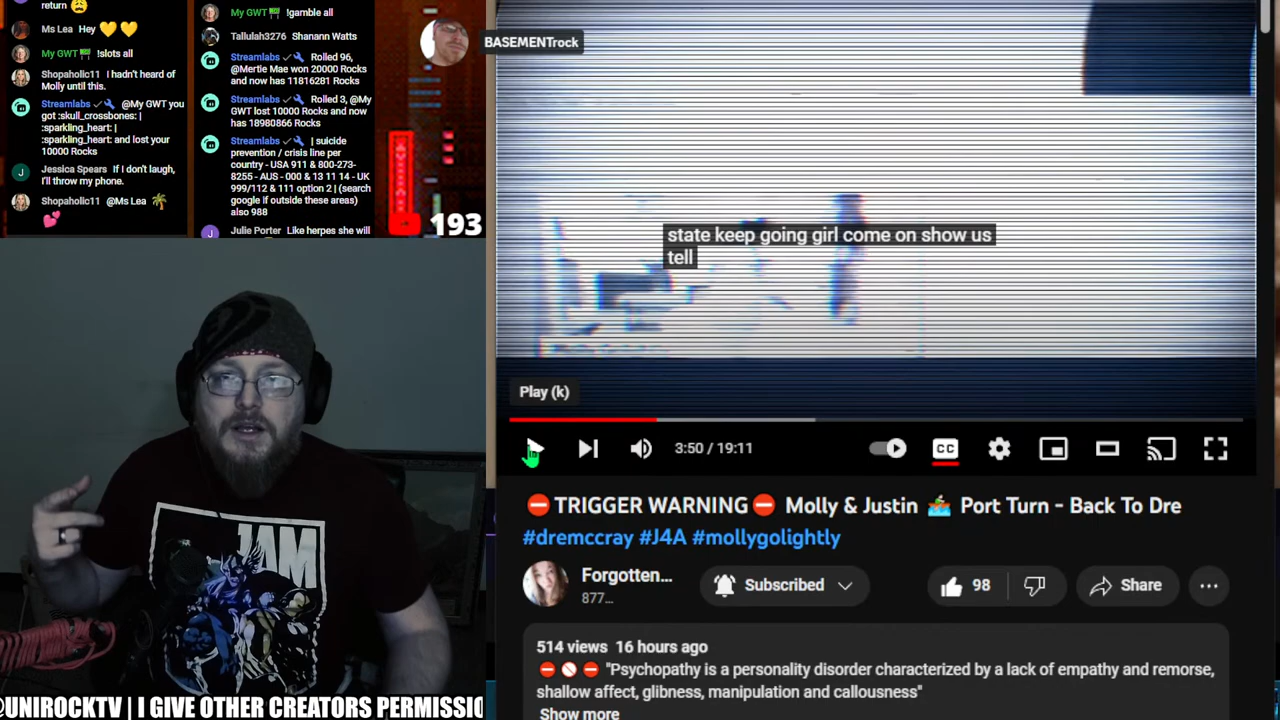 return
Ms Lea Hey
My GWT !slots all
Shopaholic11 I hadn't heard of
Molly until this.
Streamlabs @My GWT you
got :skull_crossbones: |
:sparkling_heart: |
:sparkling_heart: and lost your
10000 Rocks
Jessica Spears If I don't laugh,
I'll throw my phone.
Shopaholic11 @Ms Lea
My GWT !gamble all
Tallulah3276 Shanann Watts
Streamlabs Rolled 96,
@Mertie Mae won 20000 Rocks
and now has 11816281 Rocks
Streamlabs Rolled 3, @My
GWT lost 10000 Rocks and now
has 18980866 Rocks
Streamlabs | suicide
prevention / crisis line per
country - USA 911 & 800-273-
8255 - AUS - 000 & 13 11 14 - UK
999/112 & 111 option 2 | (search
google if outside these areas)
also 988
Julie Porter Like herpes she will
193
BASEMENTrock
state keep going girl come on show us
tell
Play (k)
3:50 / 19:11
CC
⛔TRIGGER WARNING⛔ Molly & Justin 🚣 Port Turn - Back To Dre
#dremccray #J4A #mollygolightly
Forgotten...
877...
Subscribed
98
Share
514 views 16 hours ago
⛔🚫⛔ "Psychopathy is a personality disorder characterized by a lack of empathy and remorse,
shallow affect, glibness, manipulation and callousness"
Show more
JAM
@UNIROCKTV | I GIVE OTHER CREATORS PERMISSIO